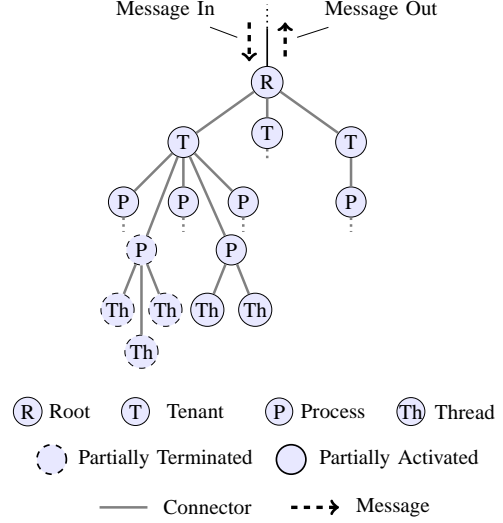 Message In Message Out
R
T T T
P P P P
P P
Th Th Th Th
Th
R Root T Tenant P Process Th Thread
Partially Terminated Partially Activated
Connector Message